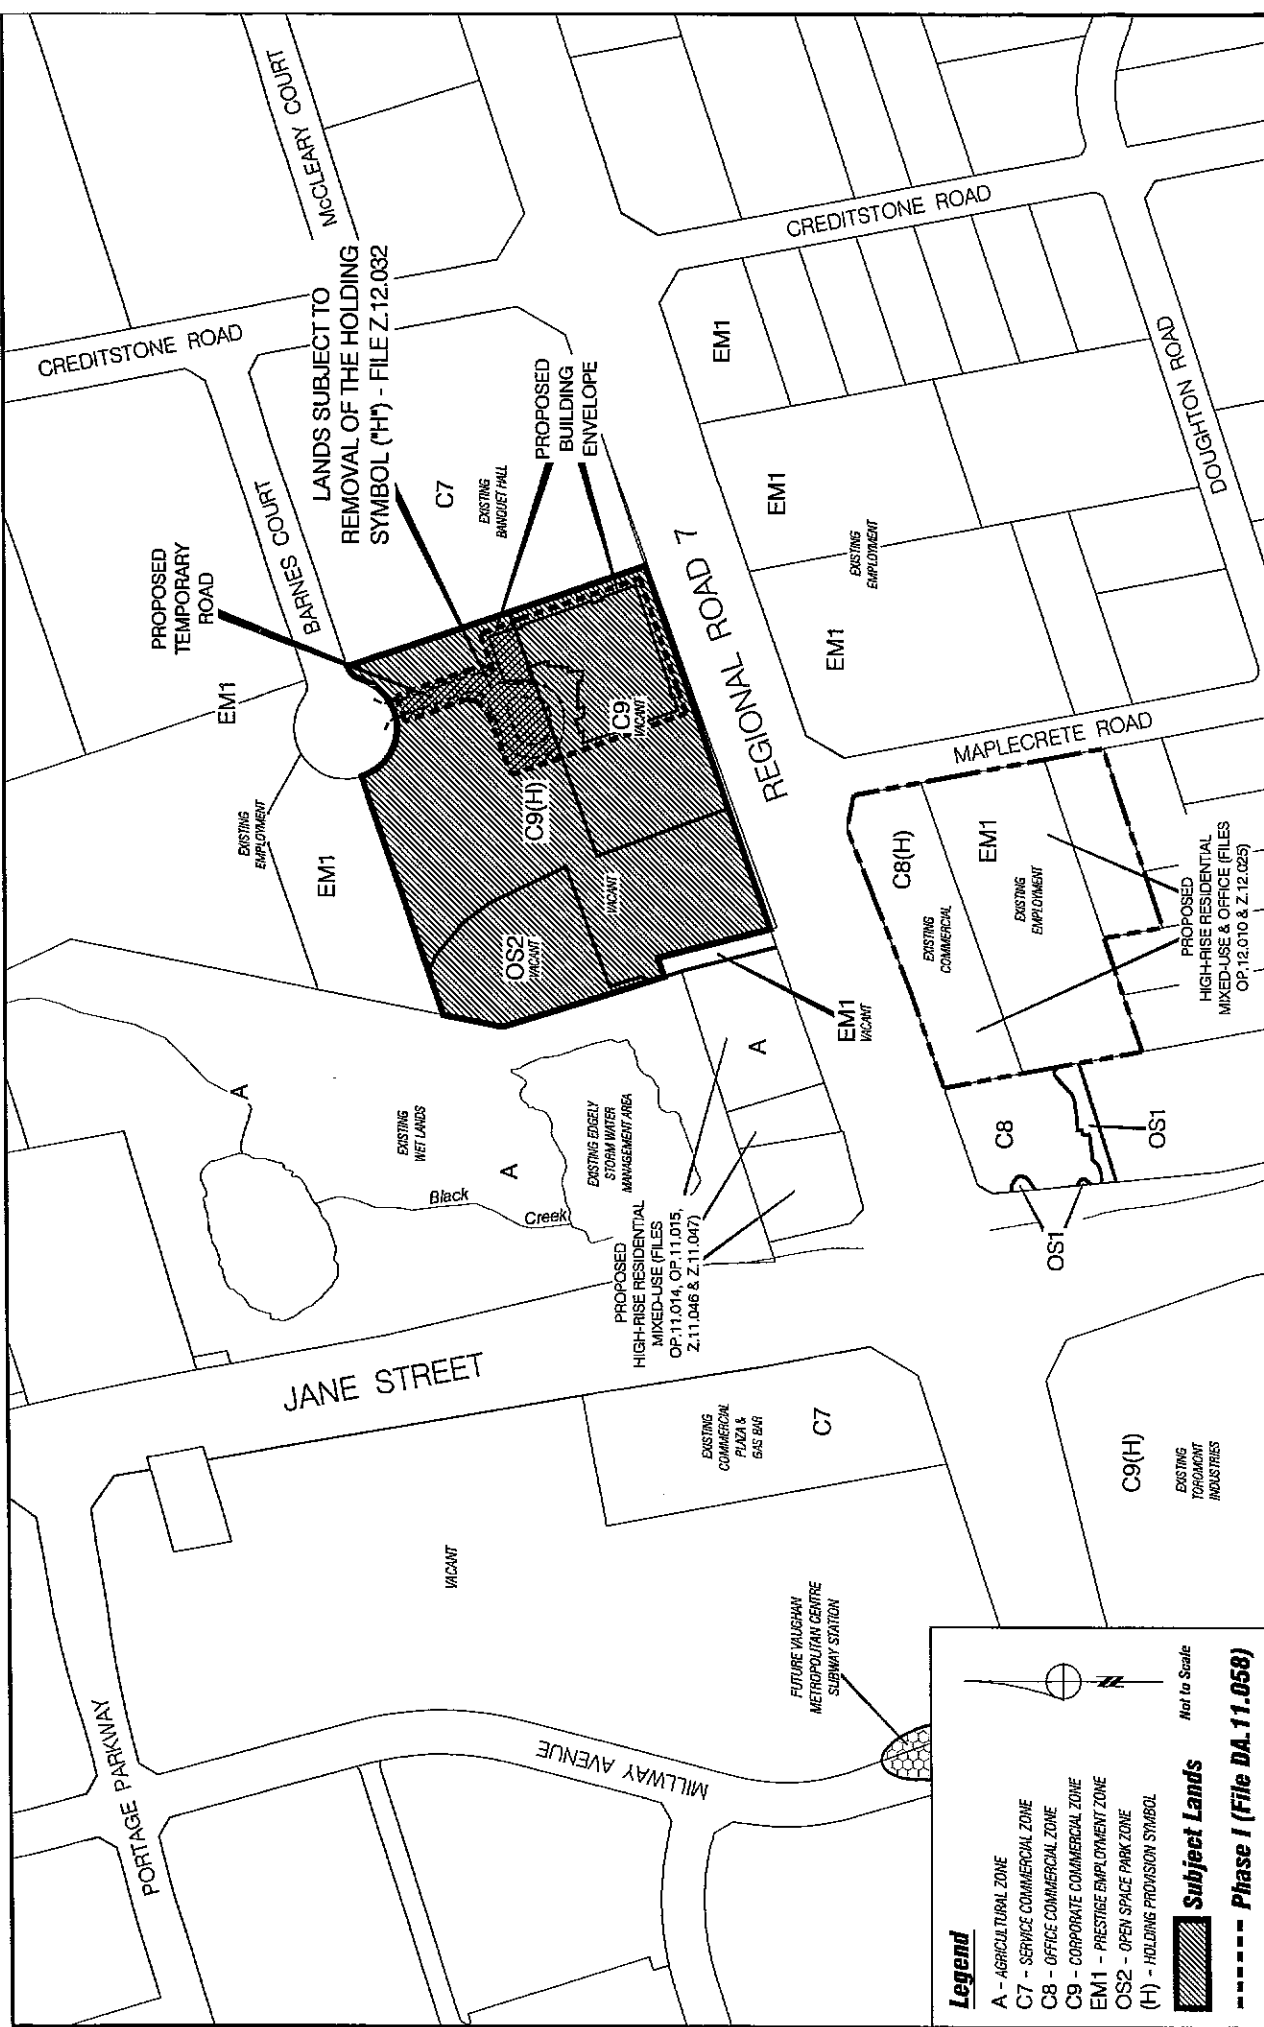 McCLEARY COURT
CREDITSTONE ROAD
LANDS SUBJECT TO
REMOVAL OF THE HOLDING
SYMBOL ("H") - FILE Z.12.032
PROPOSED
TEMPORARY
ROAD
BARNES COURT
PROPOSED
BUILDING
ENVELOPE
C7
EXISTING
BANQUET HALL
EM1
EXISTING
EMPLOYMENT
EM1
C9(H)
C9
VACANT
VACANT
OS2
VACANT
EM1
VACANT
REGIONAL ROAD 7
CREDITSTONE ROAD
EM1
EM1
EXISTING
EMPLOYMENT
EM1
DOUGHTON ROAD
MAPLECRETE ROAD
C8(H)
EXISTING
COMMERCIAL
EM1
EXISTING
EMPLOYMENT
PROPOSED
HIGH-RISE RESIDENTIAL
MIXED-USE & OFFICE (FILES
OP.12.010 & Z.12.025)
C8
OS1
OS1
A
EXISTING
WET LANDS
A
Black
Creek
EXISTING EDGELY
STORM WATER
MANAGEMENT AREA
A
PROPOSED
HIGH-RISE RESIDENTIAL
MIXED-USE (FILES
OP.11.014, OP.11.015,
Z.11.046 & Z.11.047)
JANE STREET
EXISTING
COMMERCIAL
PLAZA &
GAS BAR
C7
C9(H)
EXISTING
TOROMONT
INDUSTRIES
VACANT
FUTURE VAUGHAN
METROPOLITAN CENTRE
SUBWAY STATION
PORTAGE PARKWAY
MILLWAY AVENUE
Legend
A - AGRICULTURAL ZONE
C7 - SERVICE COMMERCIAL ZONE
C8 - OFFICE COMMERCIAL ZONE
C9 - CORPORATE COMMERCIAL ZONE
EM1 - PRESTIGE EMPLOYMENT ZONE
OS2 - OPEN SPACE PARK ZONE
(H) - HOLDING PROVISION SYMBOL
Not to Scale
Subject Lands
Phase I (File DA.11.058)